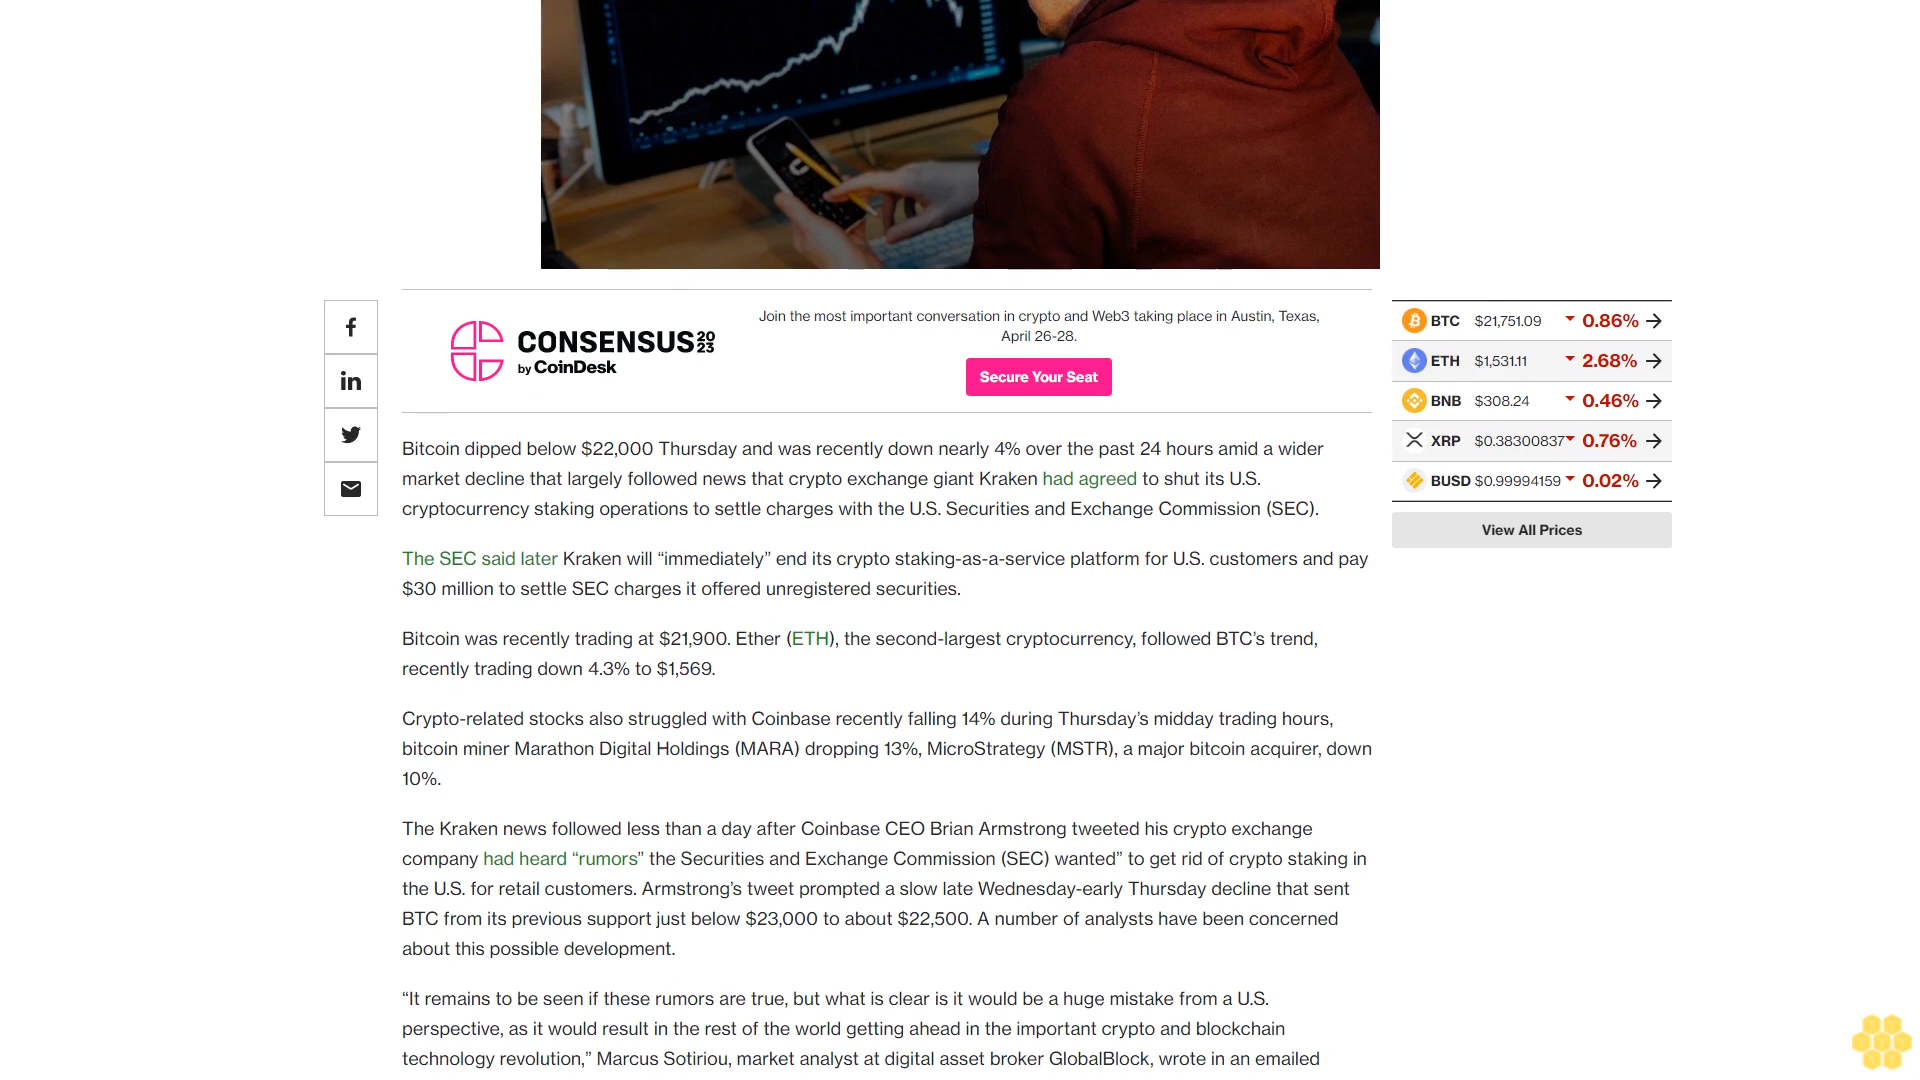 CONSENSUS 20
23
by CoinDesk
Join the most important conversation in crypto and Web3 taking place in Austin, Texas,
April 26-28.
Secure Your Seat
BTC $21,751.09 0.86%
ETH $1,531.11 2.68%
BNB $308.24 0.46%
XRP $0.38300837 0.76%
BUSD $0.99994159 0.02%
View All Prices
Bitcoin dipped below $22,000 Thursday and was recently down nearly 4% over the past 24 hours amid a wider
market decline that largely followed news that crypto exchange giant Kraken had agreed to shut its U.S.
cryptocurrency staking operations to settle charges with the U.S. Securities and Exchange Commission (SEC).
The SEC said later Kraken will “immediately” end its crypto staking-as-a-service platform for U.S. customers and pay
$30 million to settle SEC charges it offered unregistered securities.
Bitcoin was recently trading at $21,900. Ether (ETH), the second-largest cryptocurrency, followed BTC’s trend,
recently trading down 4.3% to $1,569.
Crypto-related stocks also struggled with Coinbase recently falling 14% during Thursday’s midday trading hours,
bitcoin miner Marathon Digital Holdings (MARA) dropping 13%, MicroStrategy (MSTR), a major bitcoin acquirer, down
10%.
The Kraken news followed less than a day after Coinbase CEO Brian Armstrong tweeted his crypto exchange
company had heard “rumors” the Securities and Exchange Commission (SEC) wanted” to get rid of crypto staking in
the U.S. for retail customers. Armstrong’s tweet prompted a slow late Wednesday-early Thursday decline that sent
BTC from its previous support just below $23,000 to about $22,500. A number of analysts have been concerned
about this possible development.
“It remains to be seen if these rumors are true, but what is clear is it would be a huge mistake from a U.S.
perspective, as it would result in the rest of the world getting ahead in the important crypto and blockchain
technology revolution,” Marcus Sotiriou, market analyst at digital asset broker GlobalBlock, wrote in an emailed